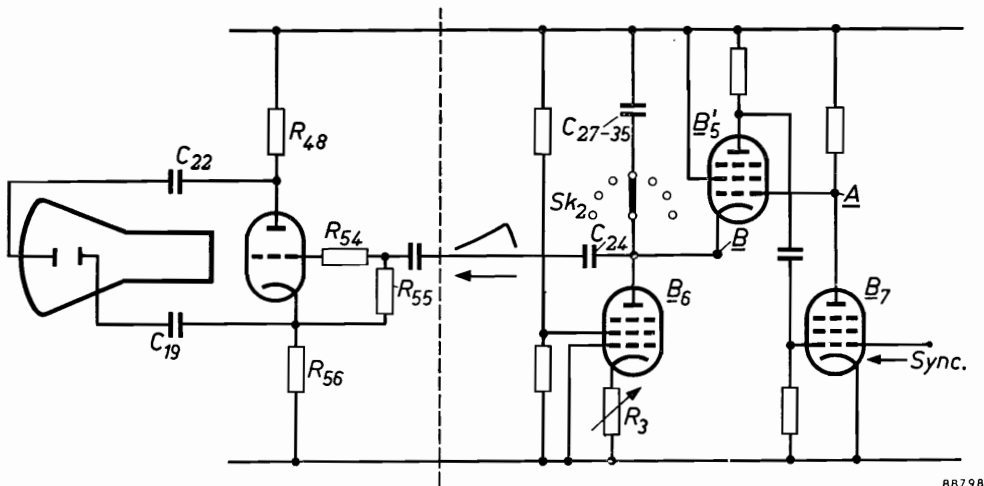 R48
C22
R54
R55
C19
R56
C27-35
Sk2
C24
B'5
A
B
B6
B7
Sync.
R3
88798